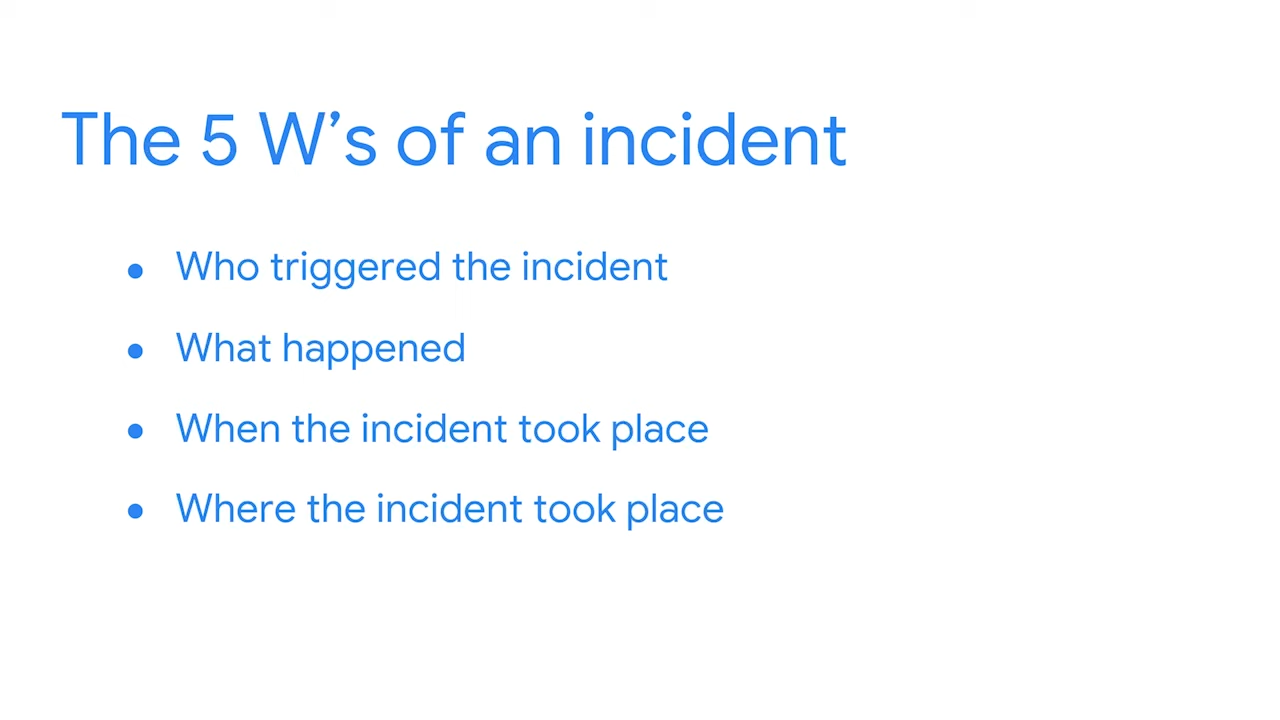 The 5 W’s of an incident
● Who triggered the incident
● What happened
● When the incident took place
● Where the incident took place